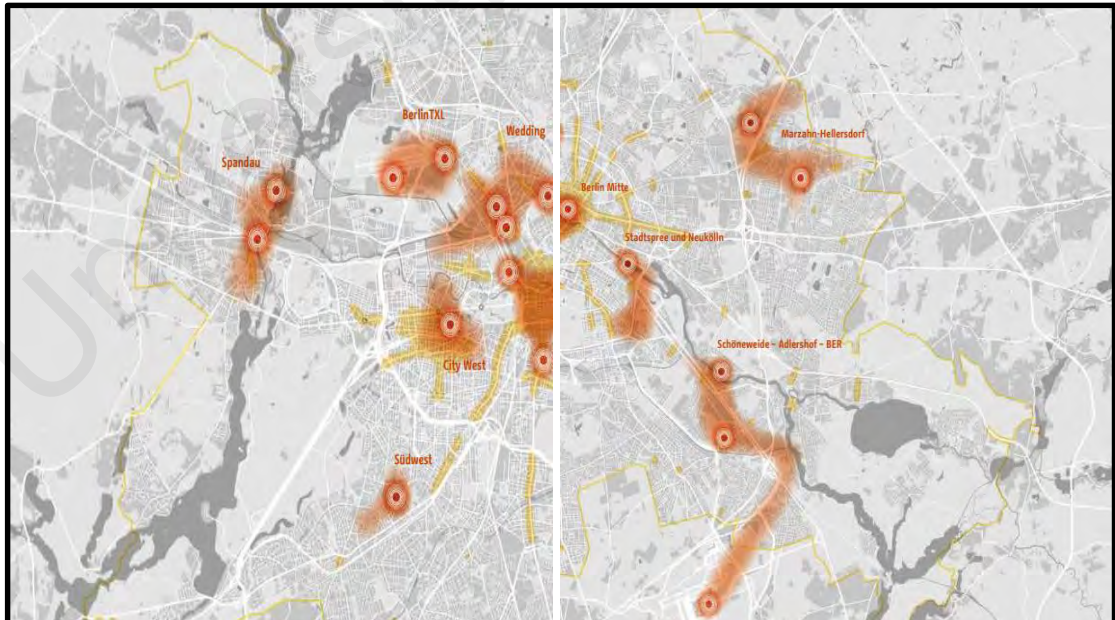 BerlinTXL
Wedding
Spandau
City West
Südwest
Marzahn-Hellersdorf
Berlin Mitte
Stadtspree und Neukölln
Schöneweide – Adlershof – BER